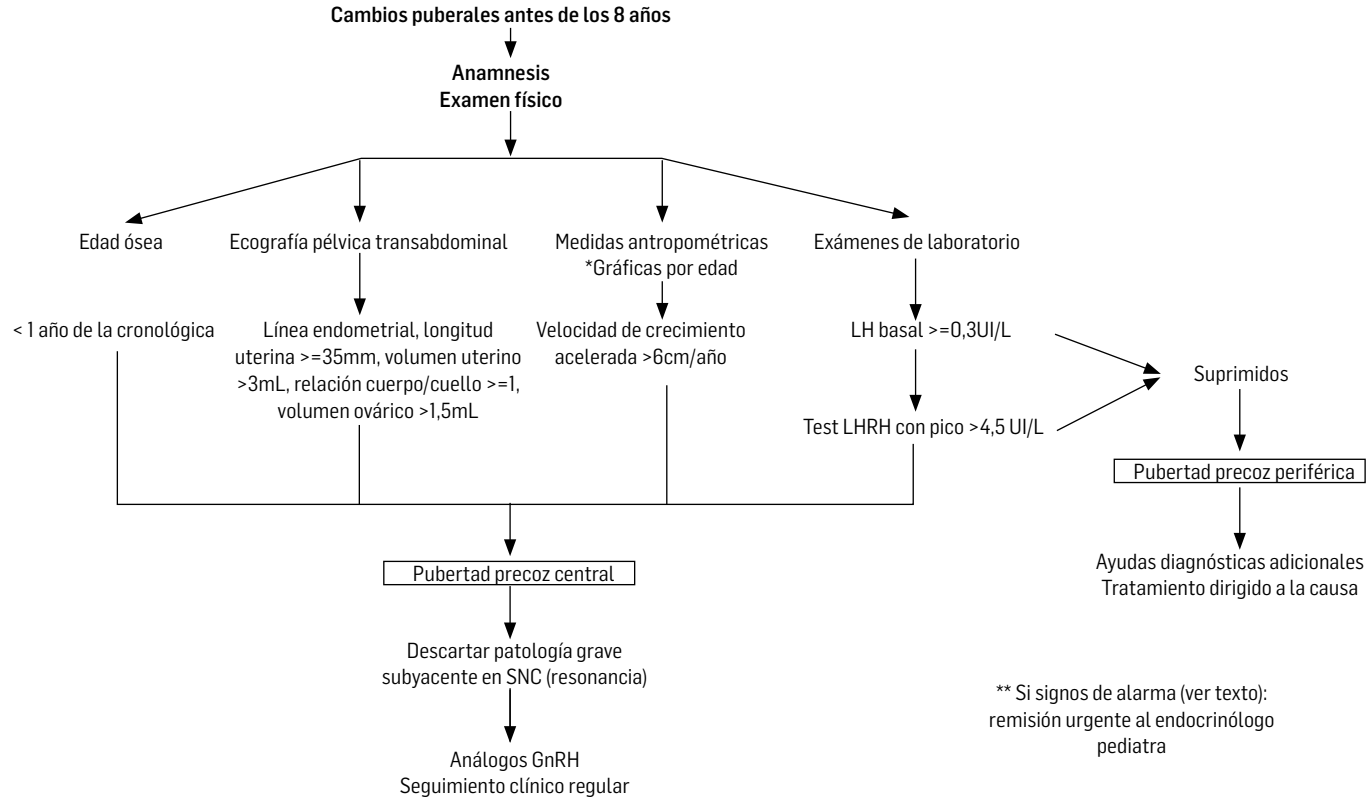 Cambios puberales antes de los 8 años
Anamnesis
Examen físico
Edad ósea
Ecografía pélvica transabdominal
Medidas antropométricas
*Gráficas por edad
Exámenes de laboratorio
< 1 año de la cronológica
Línea endometrial, longitud
uterina >=35mm, volumen uterino
>3mL, relación cuerpo/cuello >=1,
volumen ovárico >1,5mL
Velocidad de crecimiento
acelerada >6cm/año
LH basal >=0,3UI/L
Test LHRH con pico >4,5 UI/L
Suprimidos
Pubertad precoz periférica
Ayudas diagnósticas adicionales
Tratamiento dirigido a la causa
Pubertad precoz central
Descartar patología grave
subyacente en SNC (resonancia)
Análogos GnRH
Seguimiento clínico regular
** Si signos de alarma (ver texto):
remisión urgente al endocrinólogo
pediatra